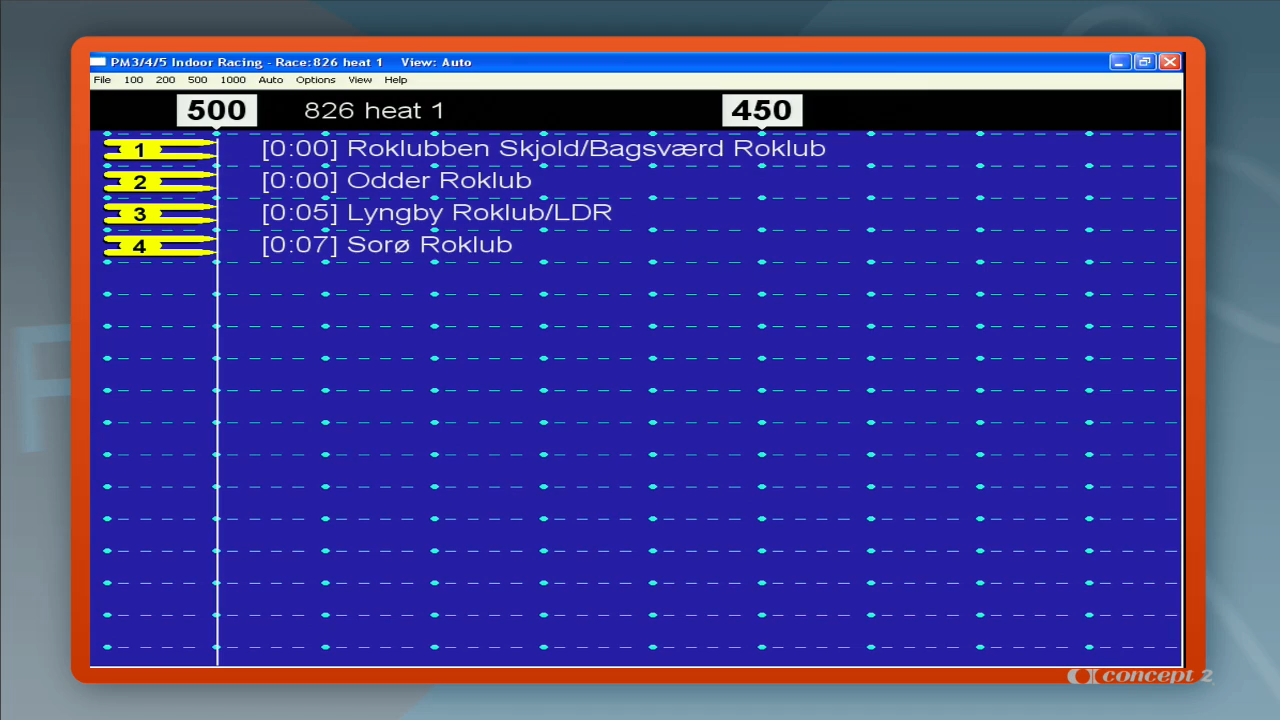 PM3/4/5 Indoor Racing - Race:826 heat 1 View: Auto
File 100 200 500 1000 Auto Options View Help
500 826 heat 1 450
1 [0:00] Roklubben Skjold/Bagsværd Roklub
2 [0:00] Odder Roklub
3 [0:05] Lyngby Roklub/LDR
4 [0:07] Sorø Roklub
concept 2